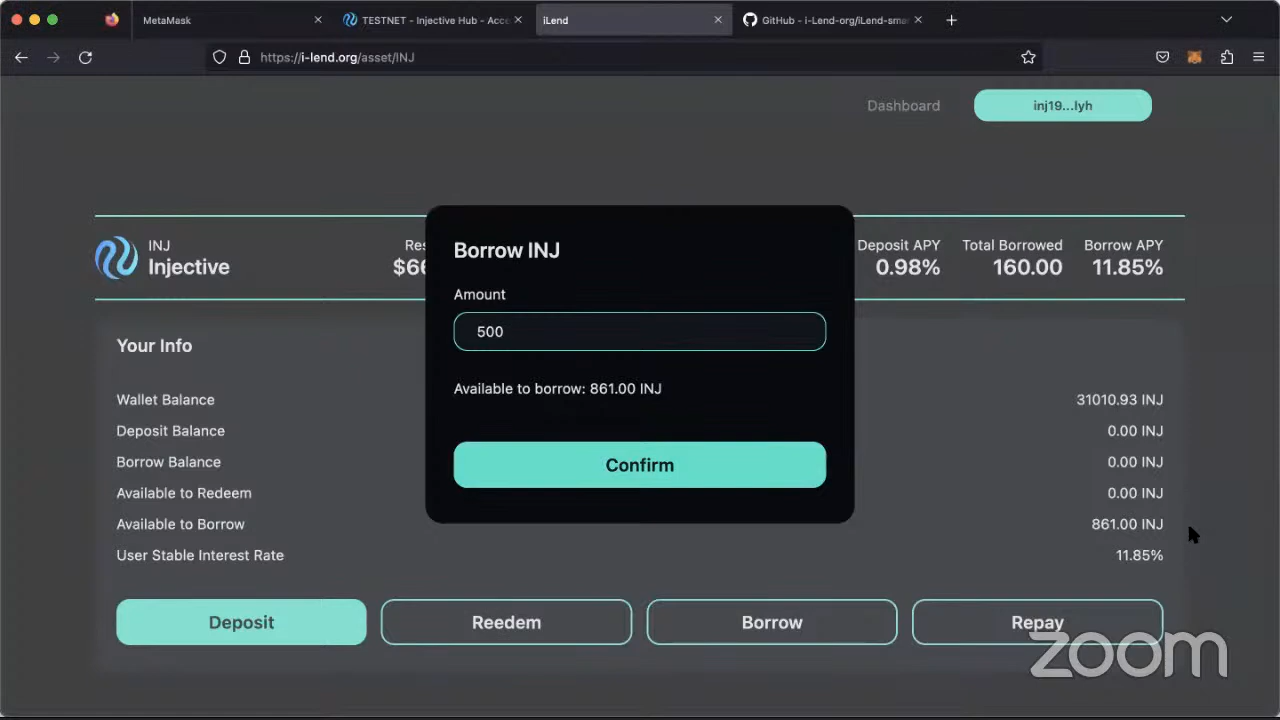 MetaMask
TESTNET - Injective Hub - Acce
iLend
GitHub - i-Lend-org/iLend-sma
https://i-lend.org/asset/INJ
Dashboard
inj19...lyh
INJ
Injective
Res
$66
Deposit APY
0.98%
Total Borrowed
160.00
Borrow APY
11.85%
Borrow INJ
Amount
500
Available to borrow: 861.00 INJ
Confirm
Your Info
Wallet Balance 31010.93 INJ
Deposit Balance 0.00 INJ
Borrow Balance 0.00 INJ
Available to Redeem 0.00 INJ
Available to Borrow 861.00 INJ
User Stable Interest Rate 11.85%
Deposit
Reedem
Borrow
Repay
zoom